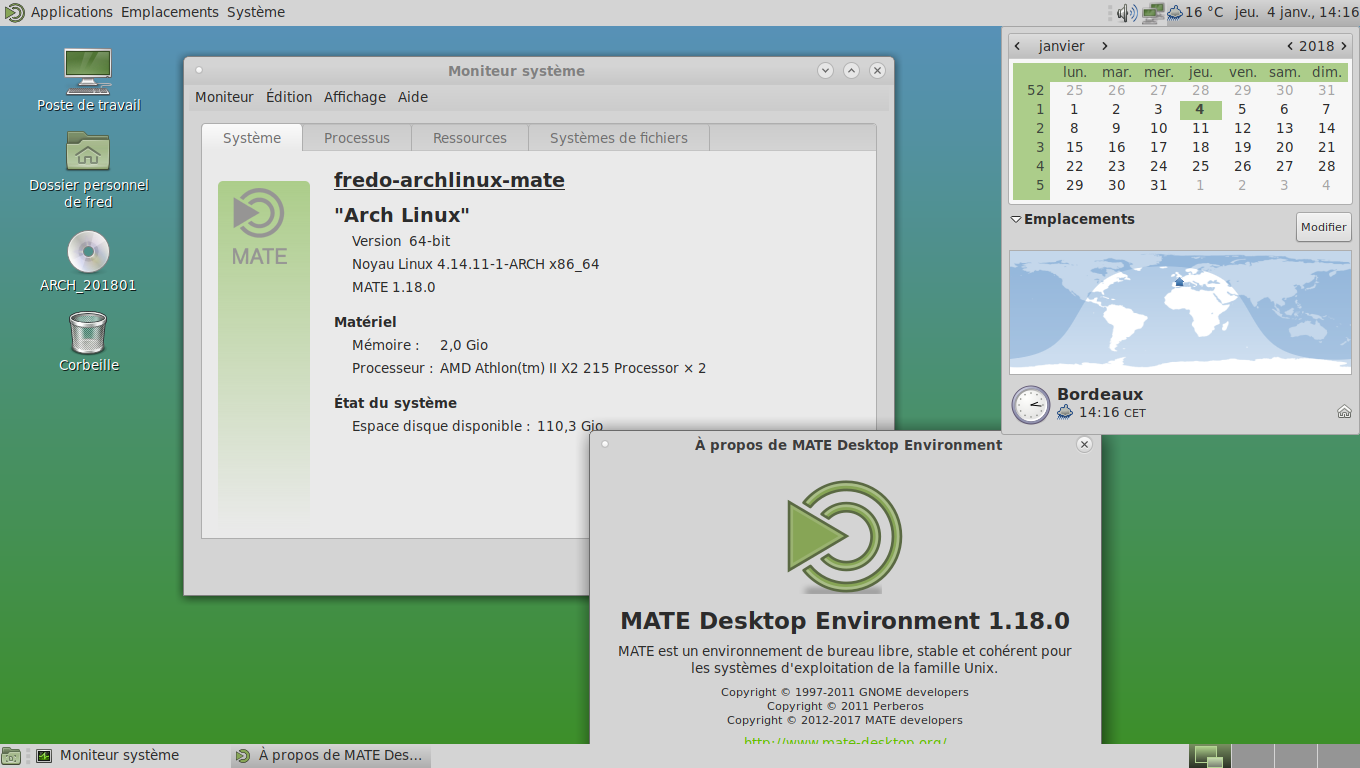 Applications Emplacements Système
16 °C jeu. 4 janv., 14:16
Poste de travail
Dossier personnel
de fred
ARCH_201801
Corbeille
Moniteur système
Moniteur Édition Affichage Aide
Système Processus Ressources Systèmes de fichiers
MATE
fredo-archlinux-mate
"Arch Linux"
Version 64-bit
Noyau Linux 4.14.11-1-ARCH x86_64
MATE 1.18.0
Matériel
Mémoire : 2,0 Gio
Processeur : AMD Athlon(tm) II X2 215 Processor × 2
État du système
Espace disque disponible : 110,3 Gio
‹ janvier › ‹ 2018 ›
lun. mar. mer. jeu. ven. sam. dim.
52 25 26 27 28 29 30 31
1 1 2 3 4 5 6 7
2 8 9 10 11 12 13 14
3 15 16 17 18 19 20 21
4 22 23 24 25 26 27 28
5 29 30 31 1 2 3 4
Emplacements
Modifier
Bordeaux
14:16 CET
À propos de MATE Desktop Environment
MATE Desktop Environment 1.18.0
MATE est un environnement de bureau libre, stable et cohérent pour
les systèmes d'exploitation de la famille Unix.
Copyright © 1997-2011 GNOME developers
Copyright © 2011 Perberos
Copyright © 2012-2017 MATE developers
http://www.mate-desktop.org/
Moniteur système
À propos de MATE Des...